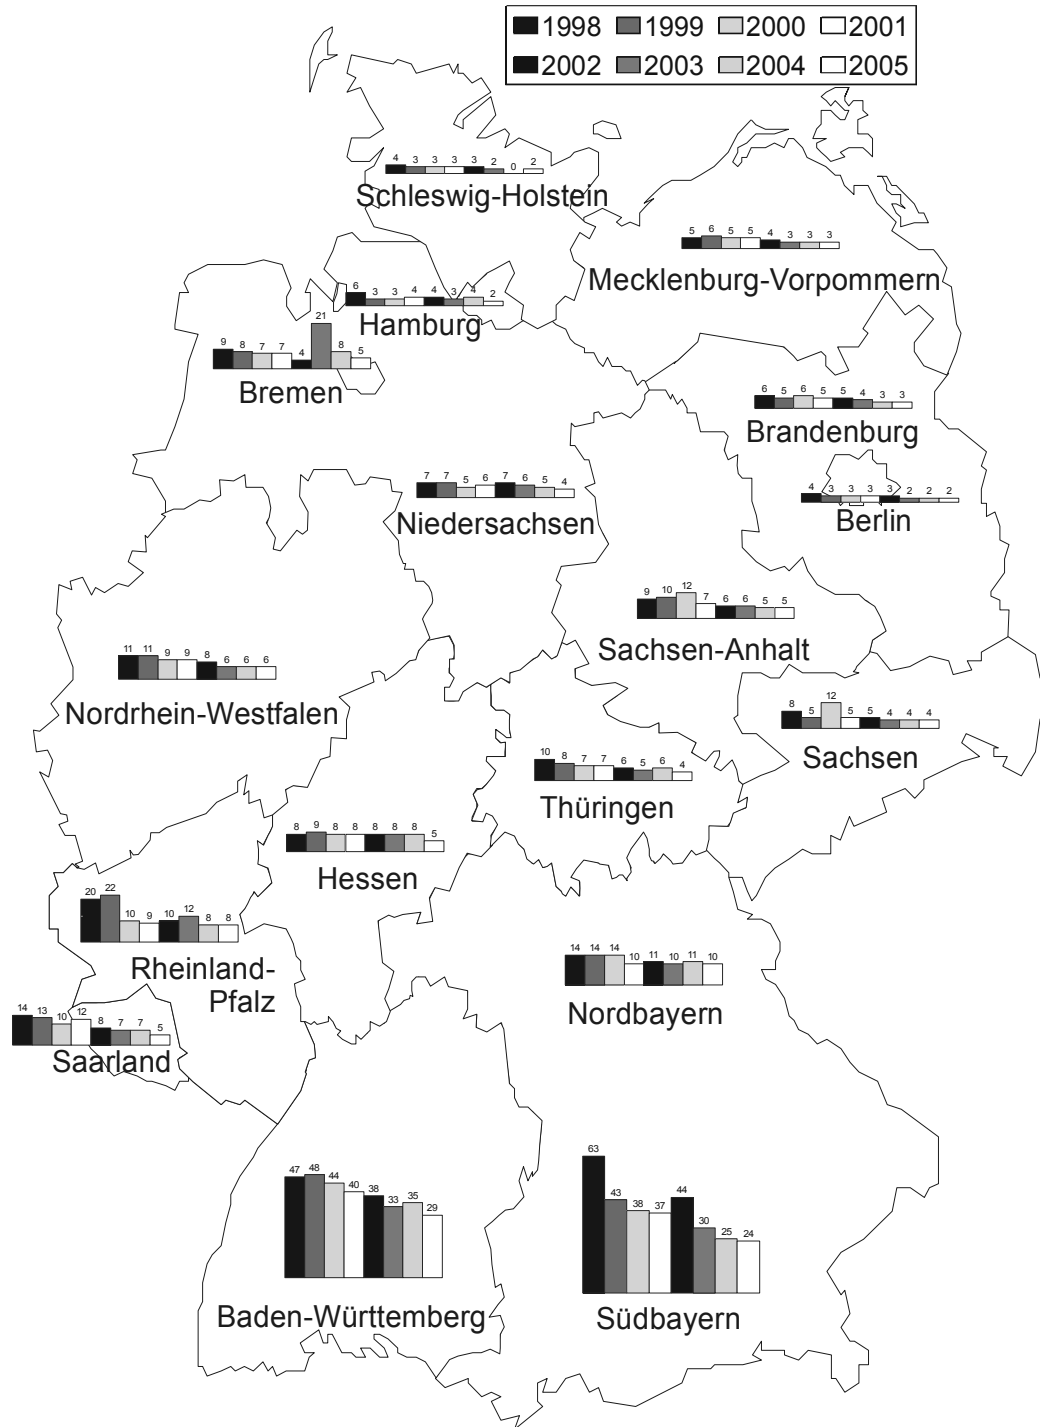 1998 1999 2000 2001
2002 2003 2004 2005
4 3 3 3 3 2 0 2
Schleswig-Holstein
5 6 5 5 4 3 3 3
Mecklenburg-Vorpommern
6 3 3 4 4 3 4 2
Hamburg
9 8 7 7 4 21 8 5
Bremen
6 5 6 5 5 4 3 3
Brandenburg
7 7 5 6 7 6 5 4
Niedersachsen
4 3 3 3 3 2 2 2
Berlin
9 10 12 7 6 6 5 5
Sachsen-Anhalt
11 11 9 9 8 6 6 6
Nordrhein-Westfalen
8 5 12 5 5 4 4 4
Sachsen
10 8 7 7 6 5 6 4
Thüringen
8 9 8 8 8 8 8 5
Hessen
20 22 10 9 10 12 8 8
Rheinland-
Pfalz
14 14 14 10 11 10 11 10
Nordbayern
14 13 10 12 8 7 7 5
Saarland
47 48 44 40 38 33 35 29
Baden-Württemberg
63 43 38 37 44 30 25 24
Südbayern